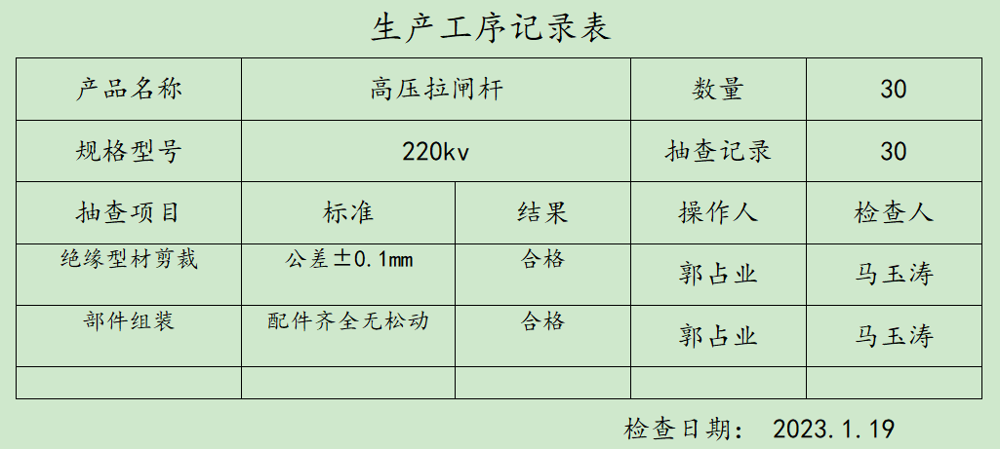 生产工序记录表
产品名称 高压拉闸杆 数量 30
规格型号 220kv 抽查记录 30
抽查项目 标准 结果 操作人 检查人
绝缘型材剪裁 公差±0.1mm 合格 郭占业 马玉涛
部件组装 配件齐全无松动 合格 郭占业 马玉涛
检查日期： 2023.1.19